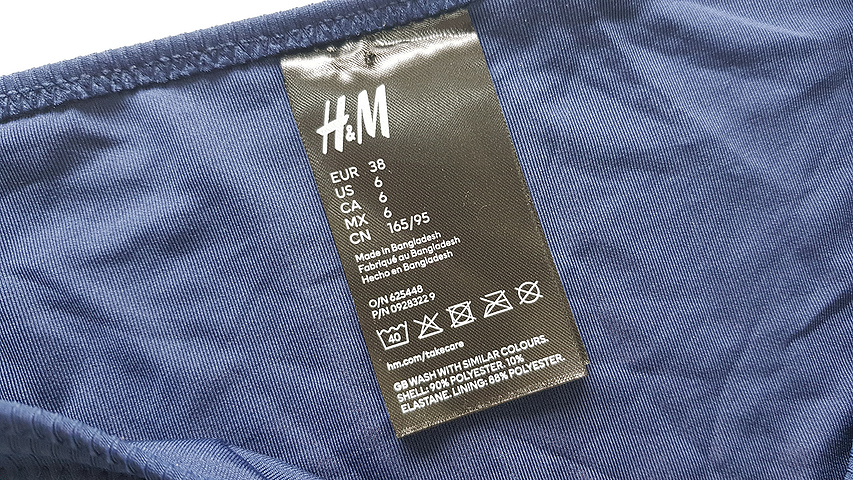 H&M
EUR 38
US 6
CA 6
MX 6
CN 165/95
Made in Bangladesh
Fabriqué au Bangladesh
Hecho en Bangladesh
O/N 625448
P/N 0928322 9
40
hm.com/takecare
GB WASH WITH SIMILAR COLOURS.
SHELL: 90% POLYESTER, 10%
ELASTANE. LINING: 88% POLYESTER,